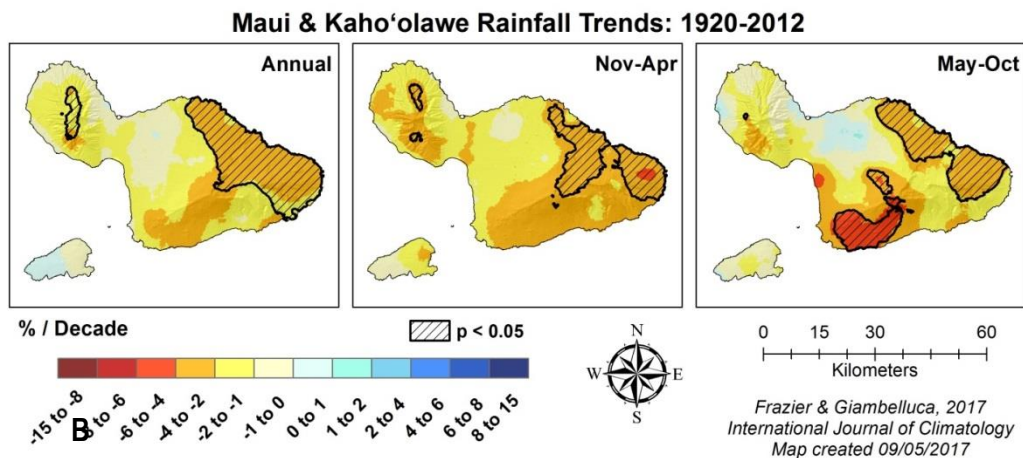 Maui & Kaho‘olawe Rainfall Trends: 1920-2012
Annual
Nov-Apr
May-Oct
% / Decade
p < 0.05
-15 to -8
-8 to -6
-6 to -4
-4 to -2
-2 to -1
-1 to 0
0 to 1
1 to 2
2 to 4
4 to 6
6 to 8
8 to 15
B
N
W
E
S
0 15 30 60
Kilometers
Frazier & Giambelluca, 2017
International Journal of Climatology
Map created 09/05/2017